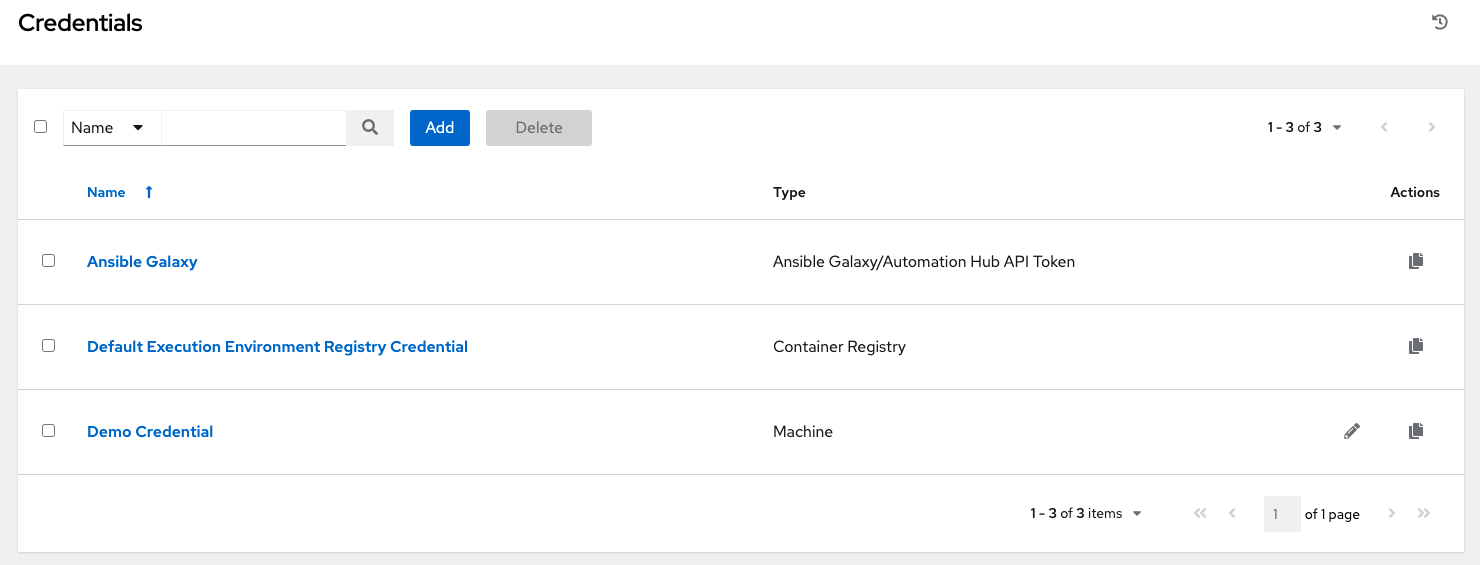 Credentials
Name Add Delete 1 - 3 of 3
Name Type Actions
Ansible Galaxy Ansible Galaxy/Automation Hub API Token
Default Execution Environment Registry Credential Container Registry
Demo Credential Machine
1 - 3 of 3 items 1 of 1 page